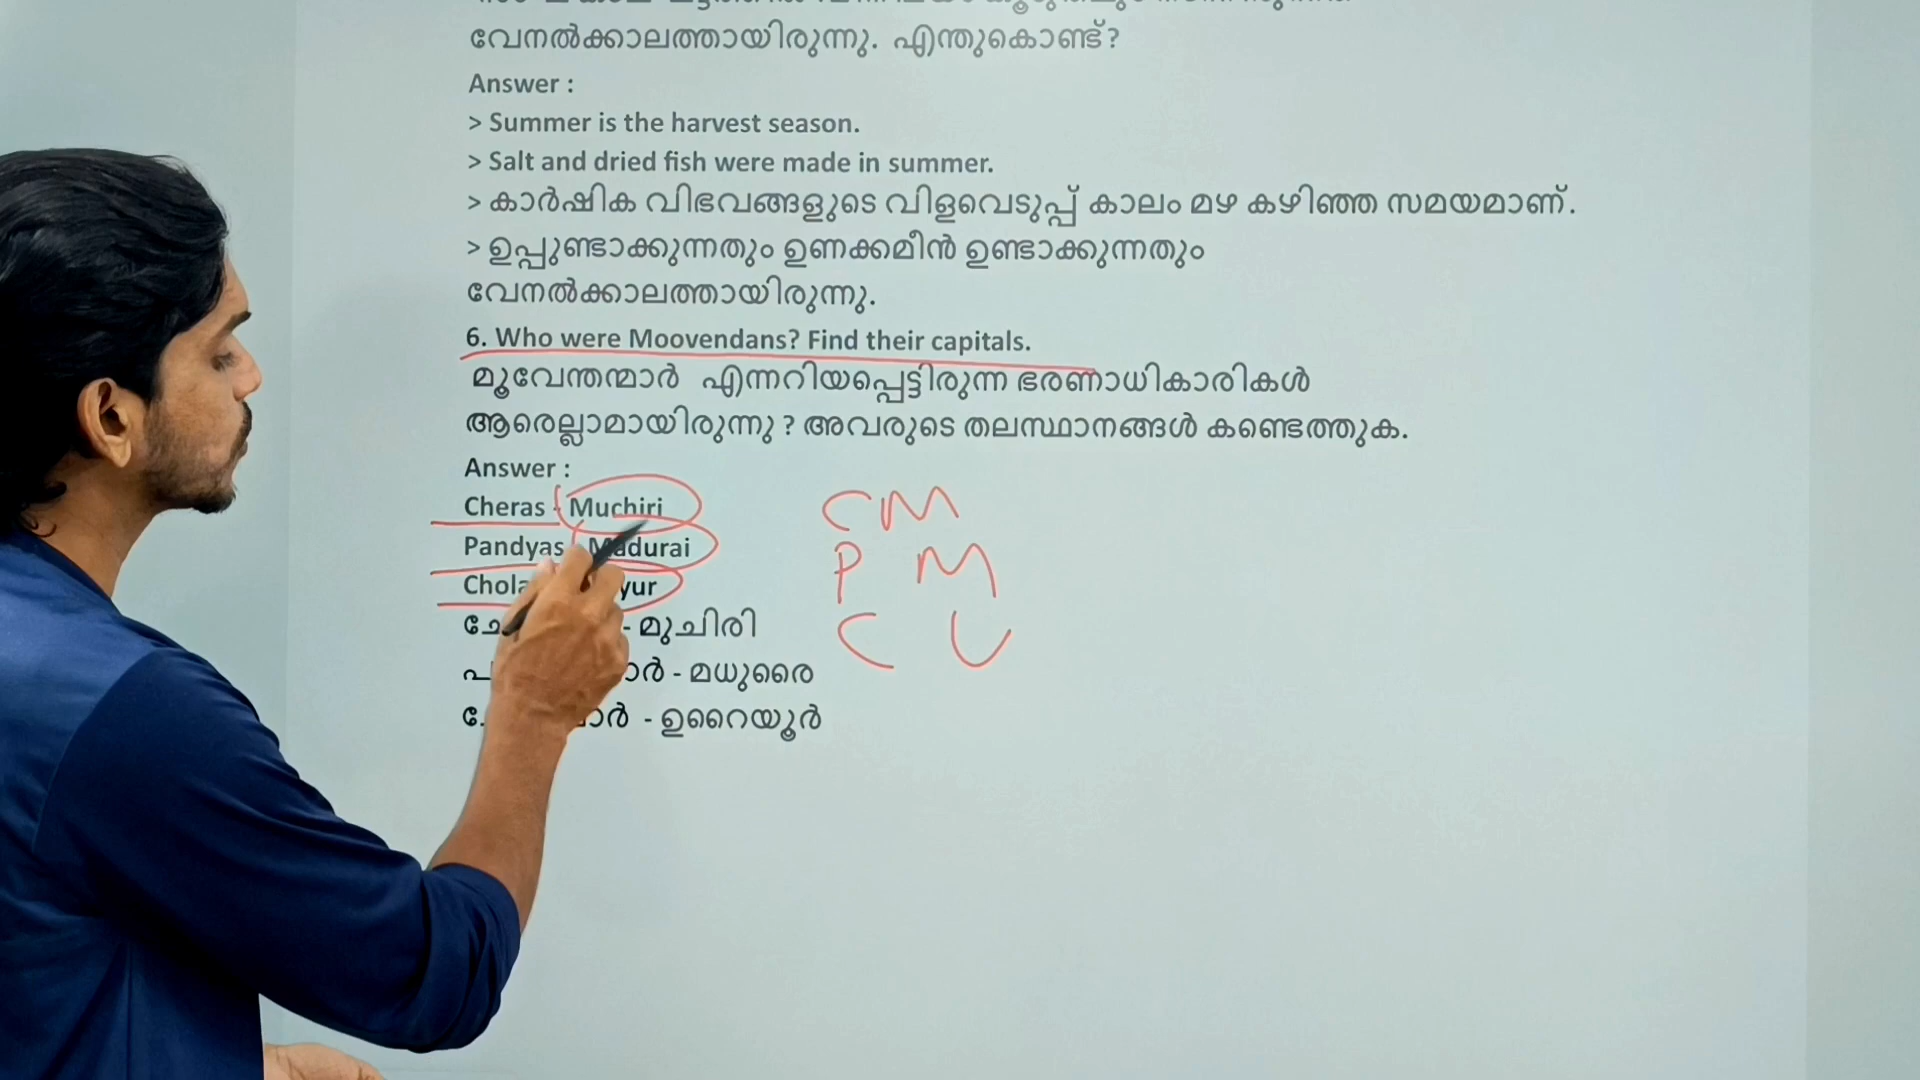 വേനൽക്കാലത്തായിരുന്നു. എന്തുകൊണ്ട്?
Answer :
> Summer is the harvest season.
> Salt and dried fish were made in summer.
> കാർഷിക വിഭവങ്ങളുടെ വിളവെടുപ്പ് കാലം മഴ കഴിഞ്ഞ സമയമാണ്.
> ഉപ്പുണ്ടാക്കുന്നതും ഉണക്കമീൻ ഉണ്ടാക്കുന്നതും
വേനൽക്കാലത്തായിരുന്നു.
6. Who were Moovendans? Find their capitals.
മൂവേന്തന്മാർ എന്നറിയപ്പെട്ടിരുന്ന ഭരണാധികാരികൾ
ആരെല്ലാമായിരുന്നു ? അവരുടെ തലസ്ഥാനങ്ങൾ കണ്ടെത്തുക.
Answer :
Cheras - Muchiri CM
Pandyas Madurai P M
C U
- മുചിരി
- മധുരൈ
- ഉറൈയൂർ